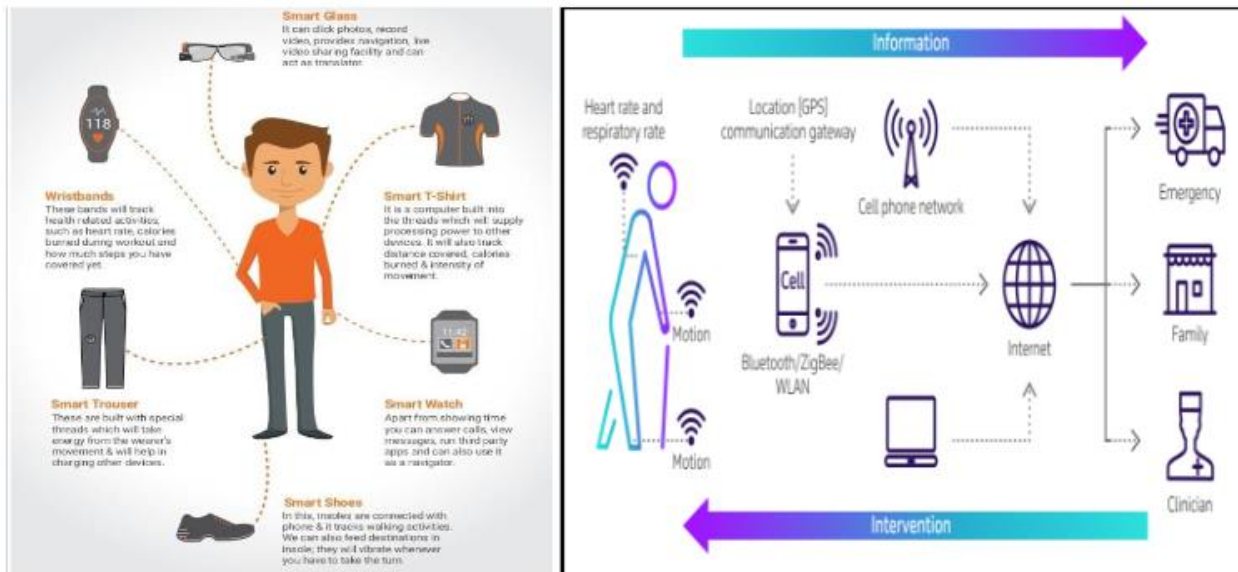 Smart Glass
It can click photos, record
video, provides navigation, live
video sharing facility and can
act as translator.
118
Wristbands
These bands will track
health related activities,
such as heart rate, calories
burned during workout and
how much steps you have
covered yet.
Smart T-Shirt
It is a computer built into
the threads which will supply
processing power to other
devices. It will also track
distance covered, calories
burned & intensity of
movement.
11:42
Smart Trouser
These are built with special
threads which will take
energy from the wearer's
movement & will help in
charging other devices.
Smart Watch
Apart from showing time
you can answer calls, view
messages, run third party
apps and can also use it
as a navigator.
Smart Shoes
In this, insoles are connected with
phone & it tracks walking activities.
We can also feed destinations in
insole; they will vibrate whenever
you have to take the turn.
Information
Heart rate and
respiratory rate
Location [GPS]
communication gateway
Cell phone network
Emergency
Cell
Motion
Bluetooth/ZigBee/
WLAN
Internet
Family
Motion
Clinician
Intervention